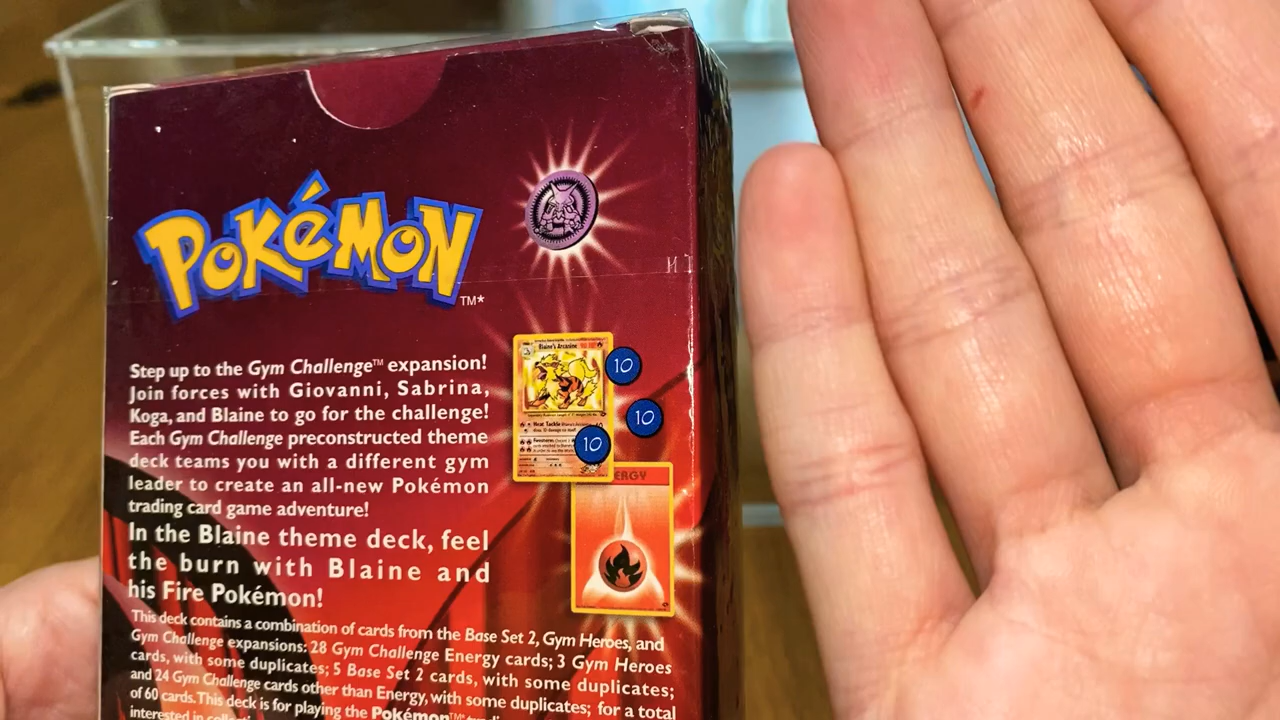 POKéMON
TM*
Step up to the Gym Challenge™ expansion!
Join forces with Giovanni, Sabrina,
Koga, and Blaine to go for the challenge!
Each Gym Challenge preconstructed theme
deck teams you with a different gym
leader to create an all-new Pokémon
trading card game adventure!
In the Blaine theme deck, feel
the burn with Blaine and
his Fire Pokémon!
This deck contains a combination of cards from the Base Set 2, Gym Heroes, and
Gym Challenge expansions: 28 Gym Challenge Energy cards; 3 Gym Heroes
cards, with some duplicates; 5 Base Set 2 cards, with some duplicates;
and 24 Gym Challenge cards other than Energy, with some duplicates; for a total
of 60 cards. This deck is for playing the Pokémon™
interested in
Blaine's Arcanine
Heat Tackle
10
10
10
ERGY